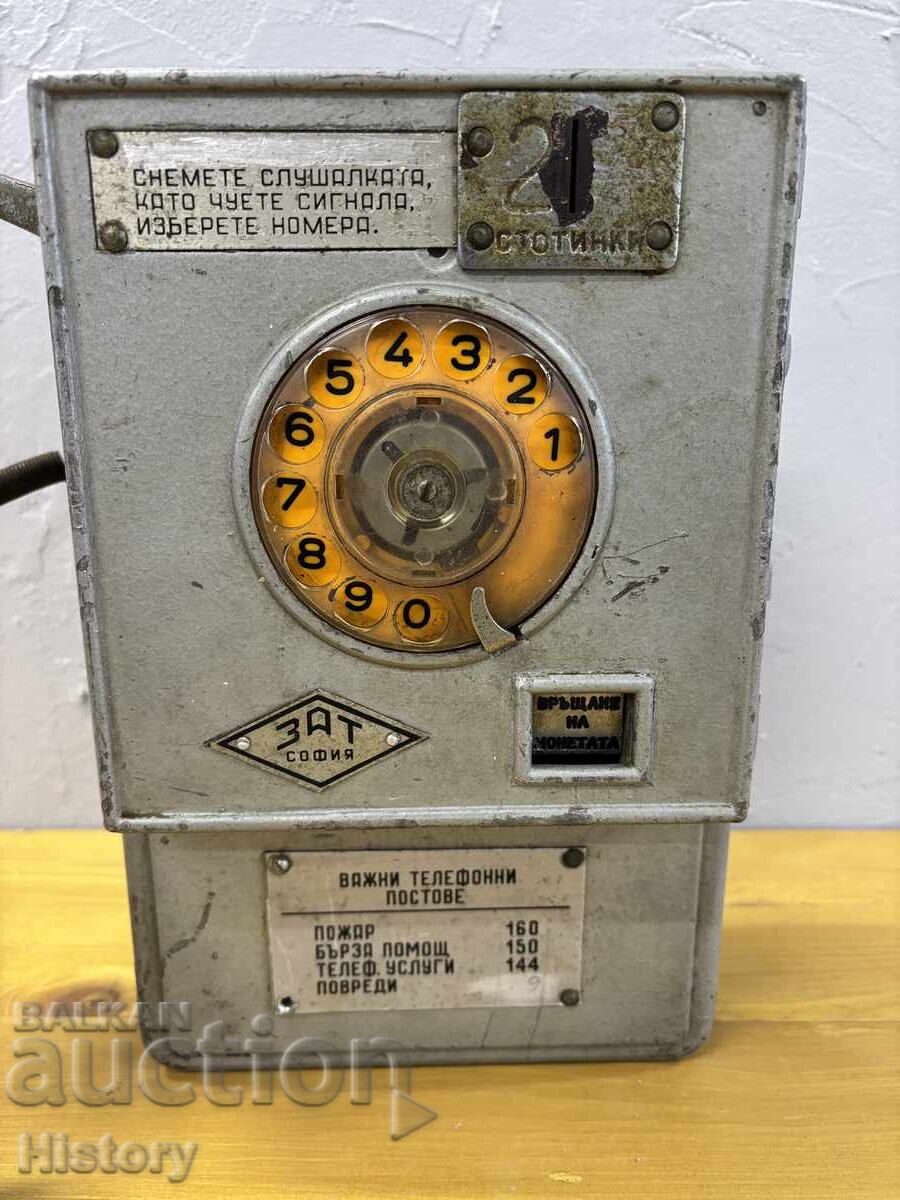 СНЕМЕТЕ СЛУШАЛКАТА,
КАТО ЧУЕТЕ СИГНАЛА,
ИЗБЕРЕТЕ НОМЕРА.
2
СТОТИНКИ
1
2
3
4
5
6
7
8
9
0
ЗАТ
СОФИЯ
ВРЪЩАНЕ
НА
МОНЕТАТА
ВАЖНИ ТЕЛЕФОННИ
ПОСТОВЕ
ПОЖАР 160
БЪРЗА ПОМОЩ 150
ТЕЛЕФ. УСЛУГИ 144
ПОВРЕДИ 9
BALKAN
auction
History